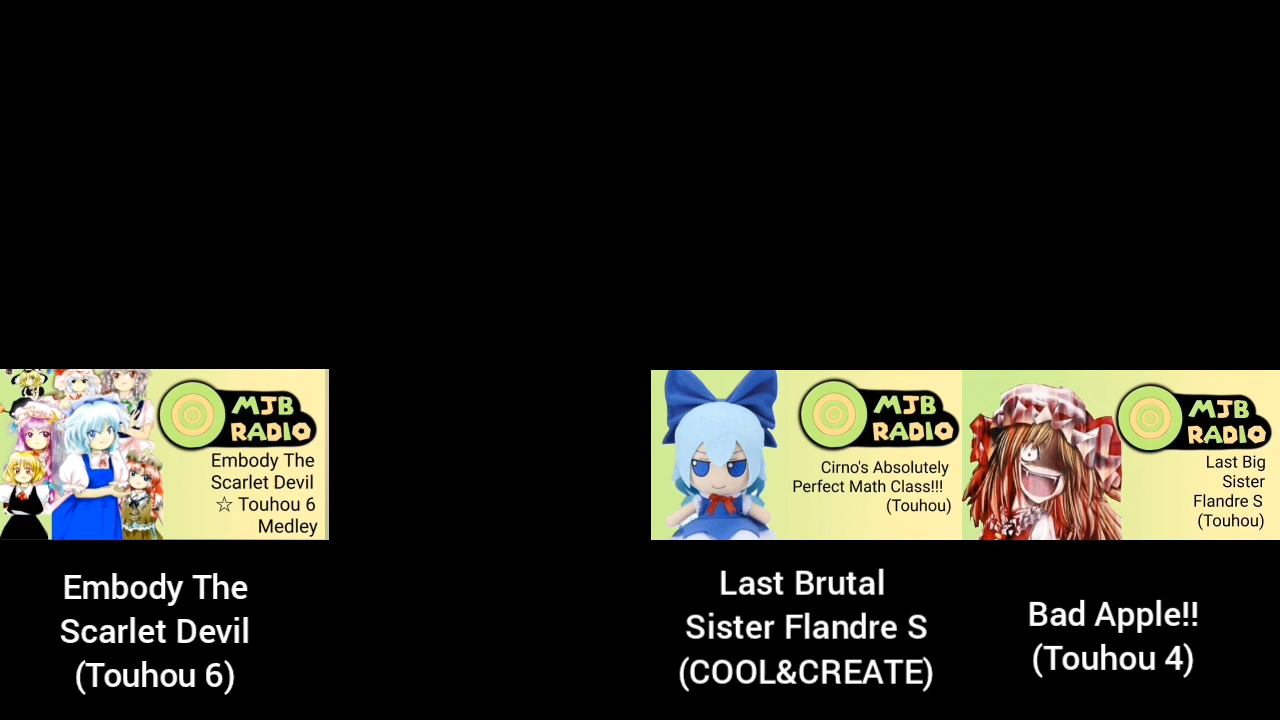 MJB
RADIO
Embody The
Scarlet Devil
☆ Touhou 6
Medley
MJB
RADIO
Cirno's Absolutely
Perfect Math Class!!!
(Touhou)
MJB
RADIO
Last Big
Sister
Flandre S
(Touhou)
Embody The
Scarlet Devil
(Touhou 6)
Last Brutal
Sister Flandre S
(COOL&CREATE)
Bad Apple!!
(Touhou 4)